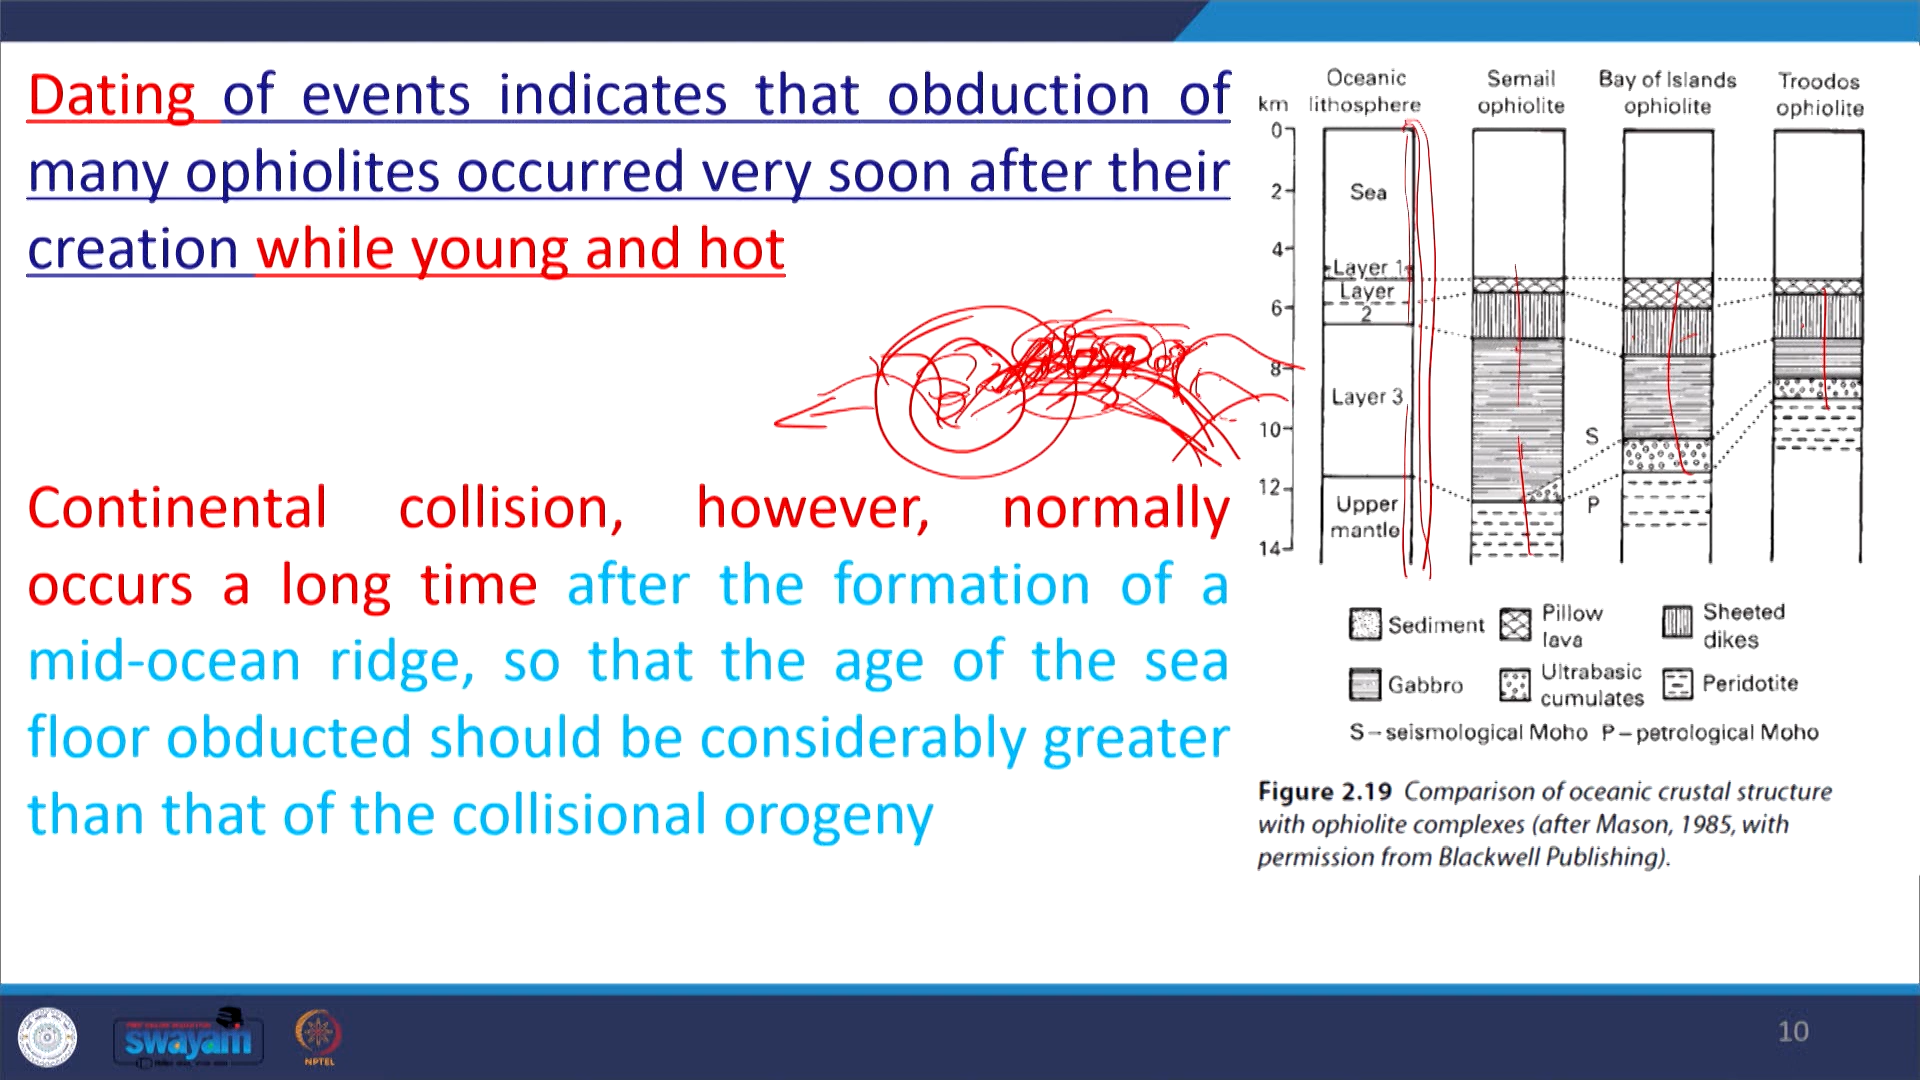 Dating of events indicates that obduction of
many ophiolites occurred very soon after their
creation while young and hot
Continental collision, however, normally
occurs a long time after the formation of a
mid-ocean ridge, so that the age of the sea
floor obducted should be considerably greater
than that of the collisional orogeny
Oceanic lithosphere
Semail ophiolite
Bay of Islands ophiolite
Troodos ophiolite
km
0
2
4
6
8
10
12
14
Sea
Layer 1
Layer 2
Layer 3
Upper mantle
S
P
Sediment
Pillow lava
Sheeted dikes
Gabbro
Ultrabasic cumulates
Peridotite
S – seismological Moho P – petrological Moho
Figure 2.19 Comparison of oceanic crustal structure
with ophiolite complexes (after Mason, 1985, with
permission from Blackwell Publishing).
swayam
NPTEL
10